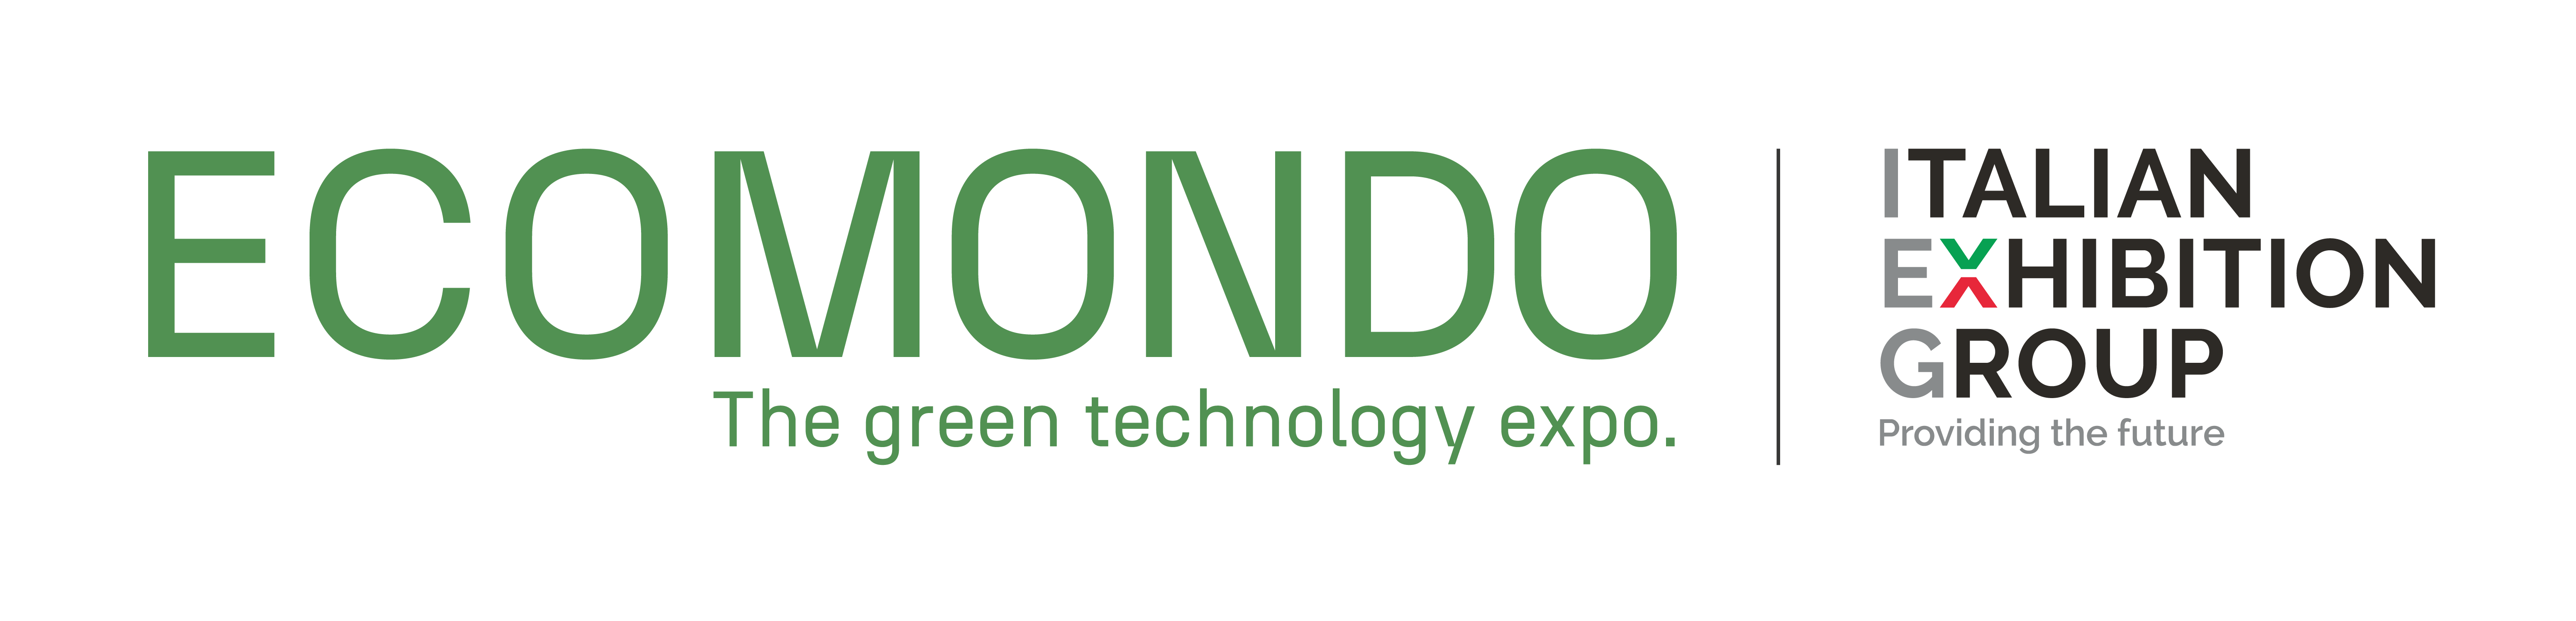 ECOMONDO
The green technology expo.
ITALIAN
EXHIBITION
GROUP
Providing the future